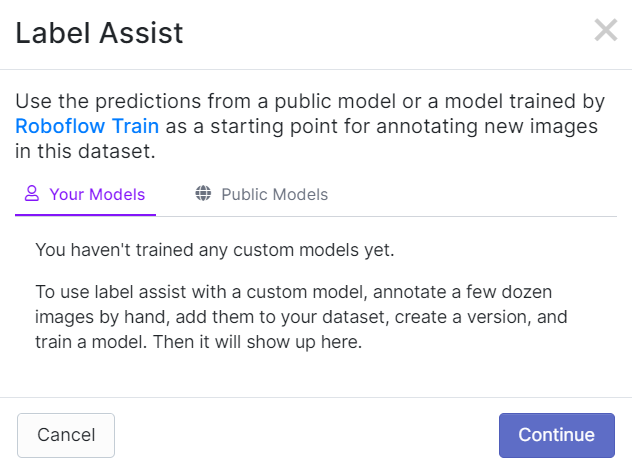 Label Assist
Use the predictions from a public model or a model trained by
Roboflow Train as a starting point for annotating new images
in this dataset.
Your Models
Public Models
You haven't trained any custom models yet.
To use label assist with a custom model, annotate a few dozen
images by hand, add them to your dataset, create a version, and
train a model. Then it will show up here.
Cancel
Continue